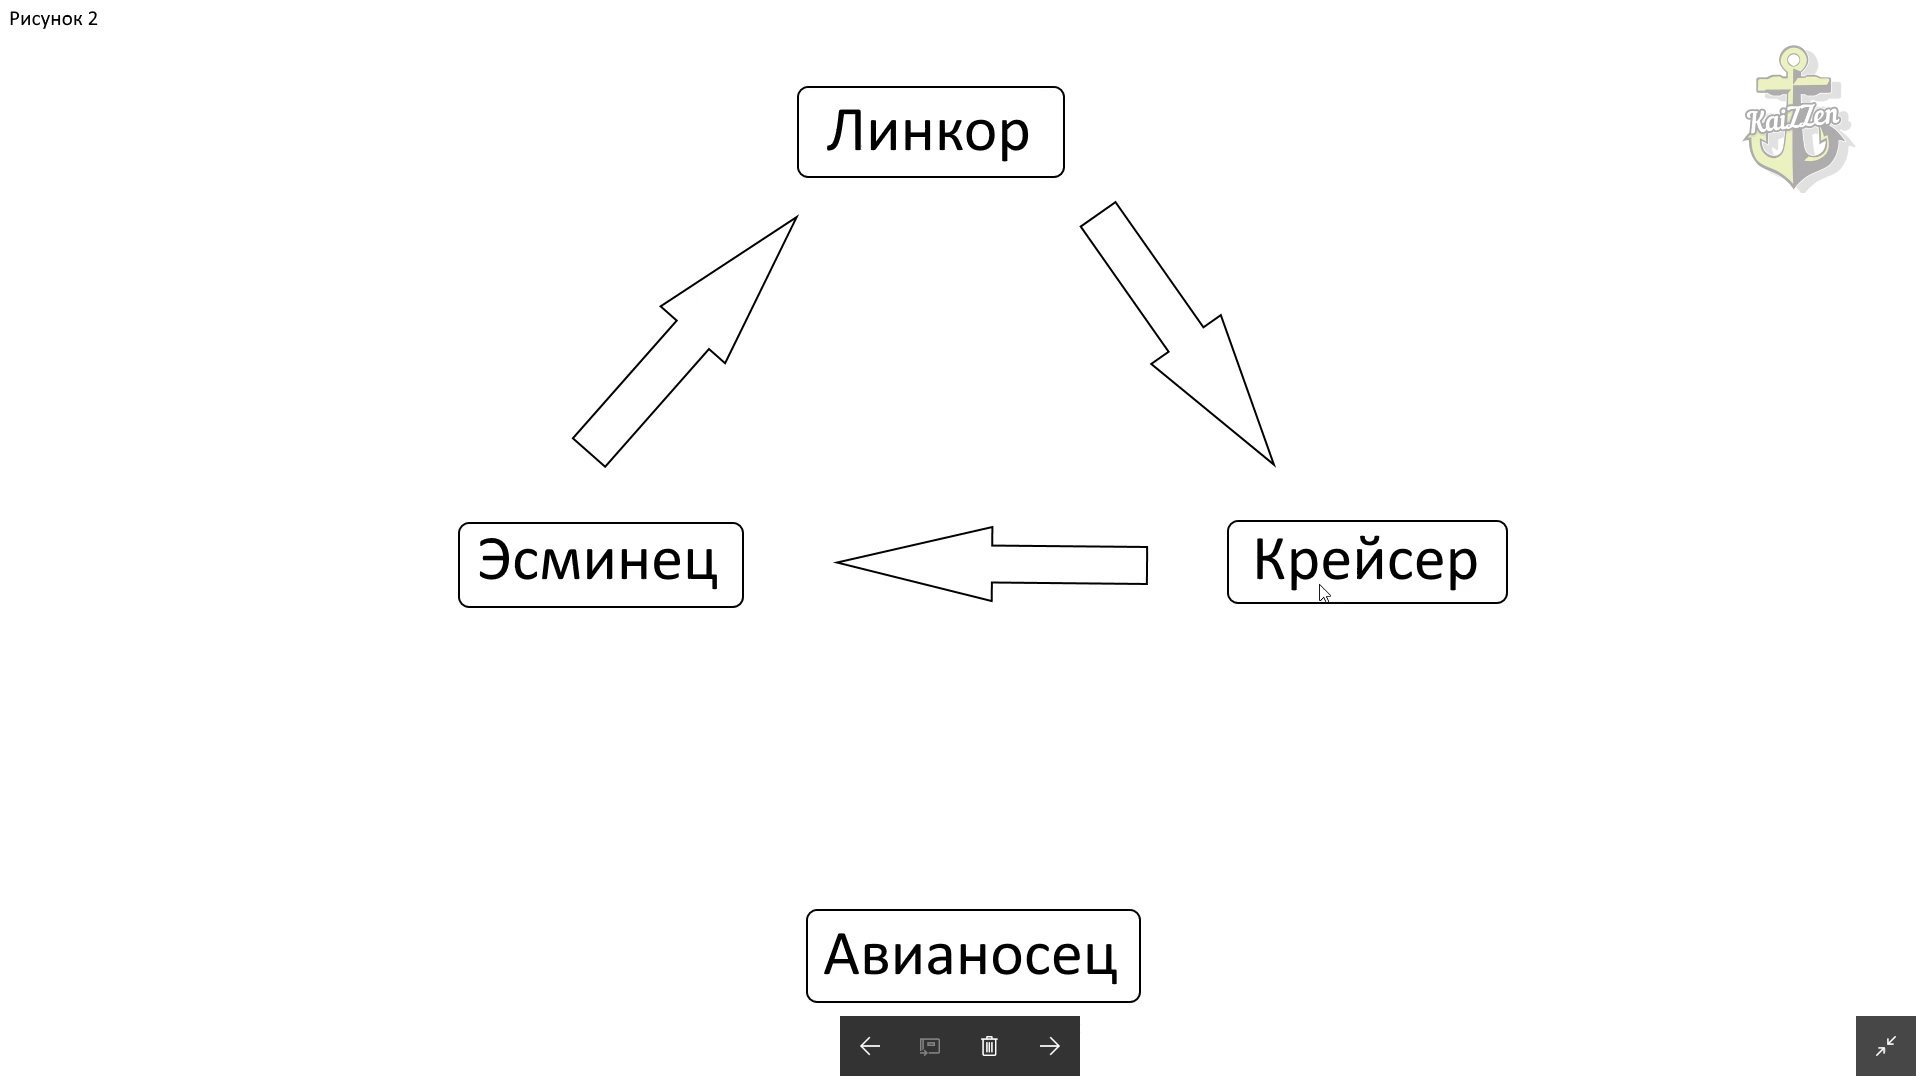 Рисунок 2
KaiZZen
Линкор
Эсминец
Крейсер
Авианосец